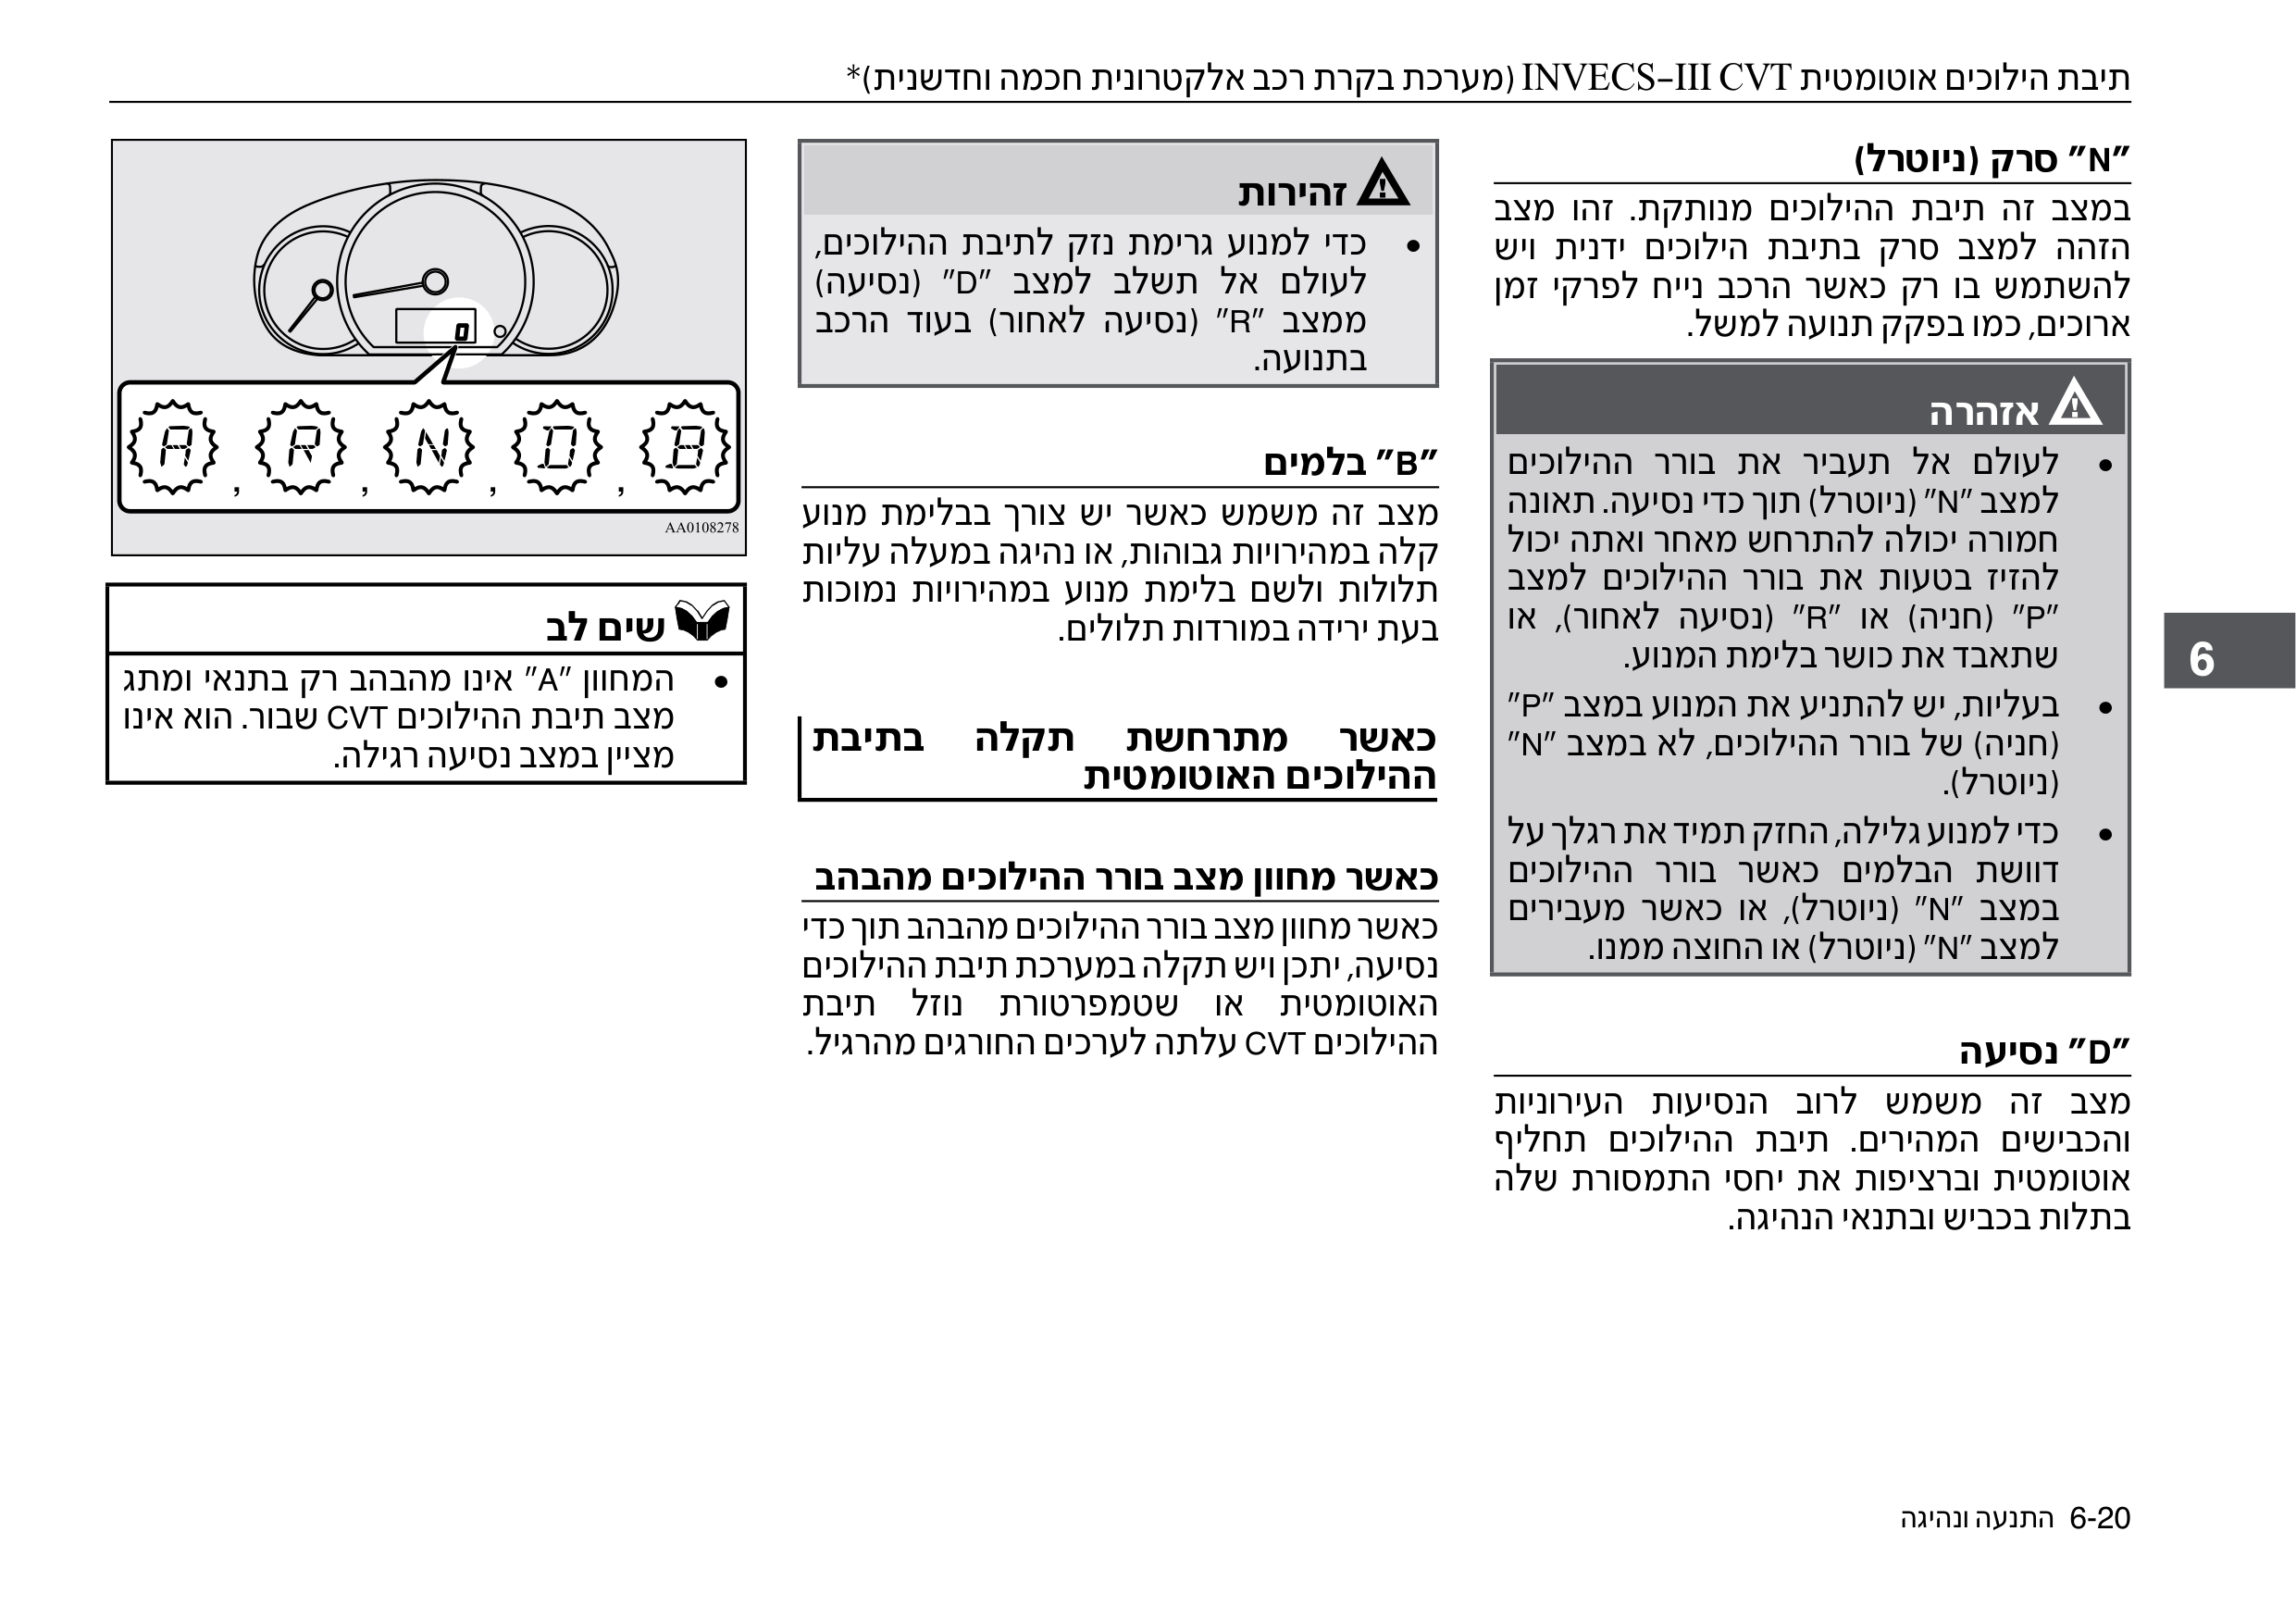 תיבת הילוכים אוטומטית INVECS-III CVT (מערכת בקרת רכב אלקטרונית חכמה וחדשנית)*
"N" סרק (ניוטרל)
במצב זה תיבת ההילוכים מנותקת. זהו מצב
הזהה למצב סרק בתיבת הילוכים ידנית ויש
להשתמש בו רק כאשר הרכב נייח לפרקי זמן
ארוכים, כמו בפקק תנועה למשל.
אזהרה
● לעולם אל תעביר את בורר ההילוכים
למצב "N" (ניוטרל) תוך כדי נסיעה. תאונה
חמורה יכולה להתרחש מאחר ואתה יכול
להזיז בטעות את בורר ההילוכים למצב
"P" (חניה) או "R" (נסיעה לאחור), או
שתאבד את כושר בלימת המנוע.
● בעליות, יש להתניע את המנוע במצב "P"
(חניה) של בורר ההילוכים, לא במצב "N"
(ניוטרל).
● כדי למנוע גלילה, החזק תמיד את רגלך על
דוושת הבלמים כאשר בורר ההילוכים
במצב "N" (ניוטרל), או כאשר מעבירים
למצב "N" (ניוטרל) או החוצה ממנו.
"D" נסיעה
מצב זה משמש לרוב הנסיעות העירוניות
והכבישים המהירים. תיבת ההילוכים תחליף
אוטומטית וברציפות את יחסי התמסורת שלה
בתלות בכביש ובתנאי הנהיגה.
זהירות
● כדי למנוע גרימת נזק לתיבת ההילוכים,
לעולם אל תשלב למצב "D" (נסיעה)
ממצב "R" (נסיעה לאחור) בעוד הרכב
בתנועה.
"B" בלמים
מצב זה משמש כאשר יש צורך בבלימת מנוע
קלה במהירויות גבוהות, או נהיגה במעלה עליות
תלולות ולשם בלימת מנוע במהירויות נמוכות
בעת ירידה במורדות תלולים.
כאשר מתרחשת תקלה בתיבת
ההילוכים האוטומטית
כאשר מחוון מצב בורר ההילוכים מהבהב
כאשר מחוון מצב בורר ההילוכים מהבהב תוך כדי
נסיעה, יתכן ויש תקלה במערכת תיבת ההילוכים
האוטומטית או שטמפרטורת נוזל תיבת
ההילוכים CVT עלתה לערכים החורגים מהרגיל.
0
A, R, N, D, B
AA0108278
שים לב
● המחוון "A" אינו מהבהב רק בתנאי ומתג
מצב תיבת ההילוכים CVT שבור. הוא אינו
מציין במצב נסיעה רגילה.
6
6-20 התנעה ונהיגה